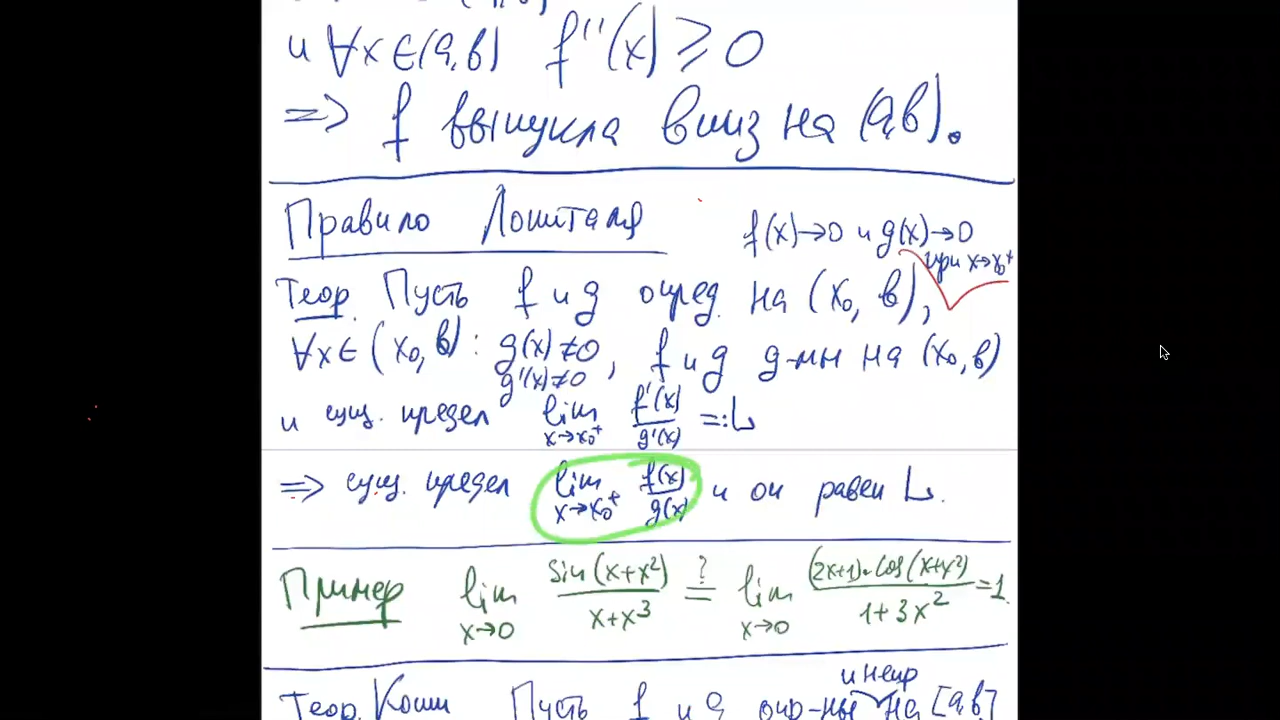 и ∀x∈(a,b) f''(x) ⩾ 0
=> f выпукла вниз на (a,b).
Правило Лопиталя
f(x)→0 и g(x)→0
при x→x₀⁺
Теор. Пусть f и g опред. на (x₀, b),
∀x∈(x₀, b): g(x)≠0, f и g д-мы на (x₀,b)
g'(x)≠0
и сущ. предел lim x→x₀⁺ f'(x)/g'(x) =: L
=> сущ. предел lim x→x₀⁺ f(x)/g(x) и он равен L.
Пример lim x→0 sin(x+x²)/x+x³ ?= lim x→0 (2x+1)·cos(x+x²)/1+3x² = 1.
и непр
Теор. Коши Пусть f и g опр-ны на [a,b]